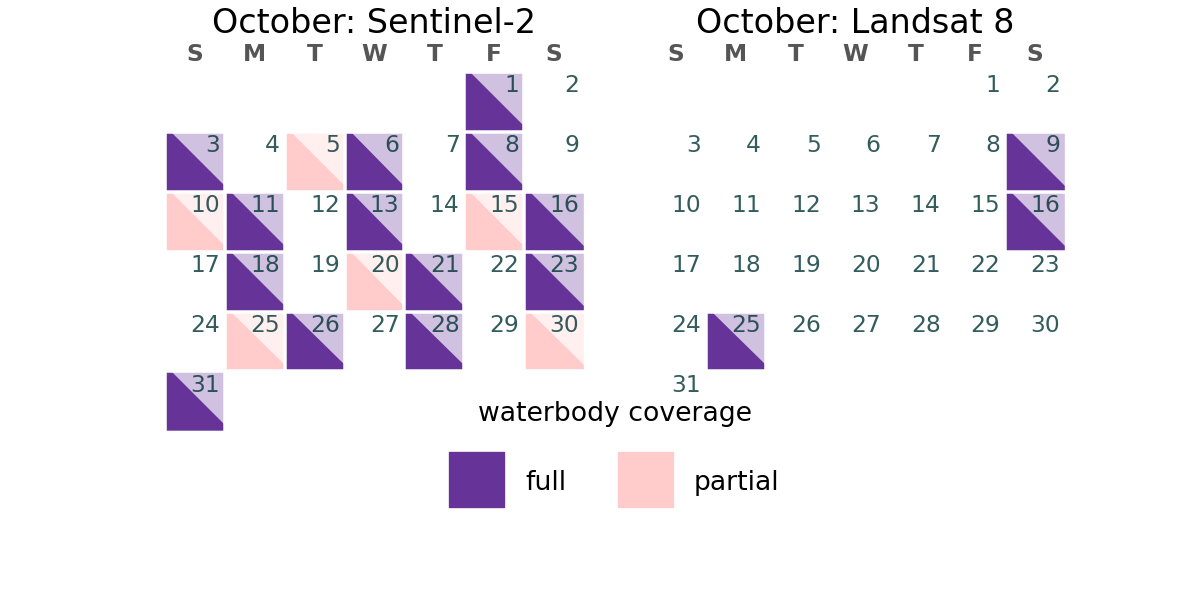 October: Sentinel-2
S M T W T F S
1 2
3 4 5 6 7 8 9
10 11 12 13 14 15 16
17 18 19 20 21 22 23
24 25 26 27 28 29 30
31
October: Landsat 8
S M T W T F S
1 2
3 4 5 6 7 8 9
10 11 12 13 14 15 16
17 18 19 20 21 22 23
24 25 26 27 28 29 30
31
waterbody coverage
full partial